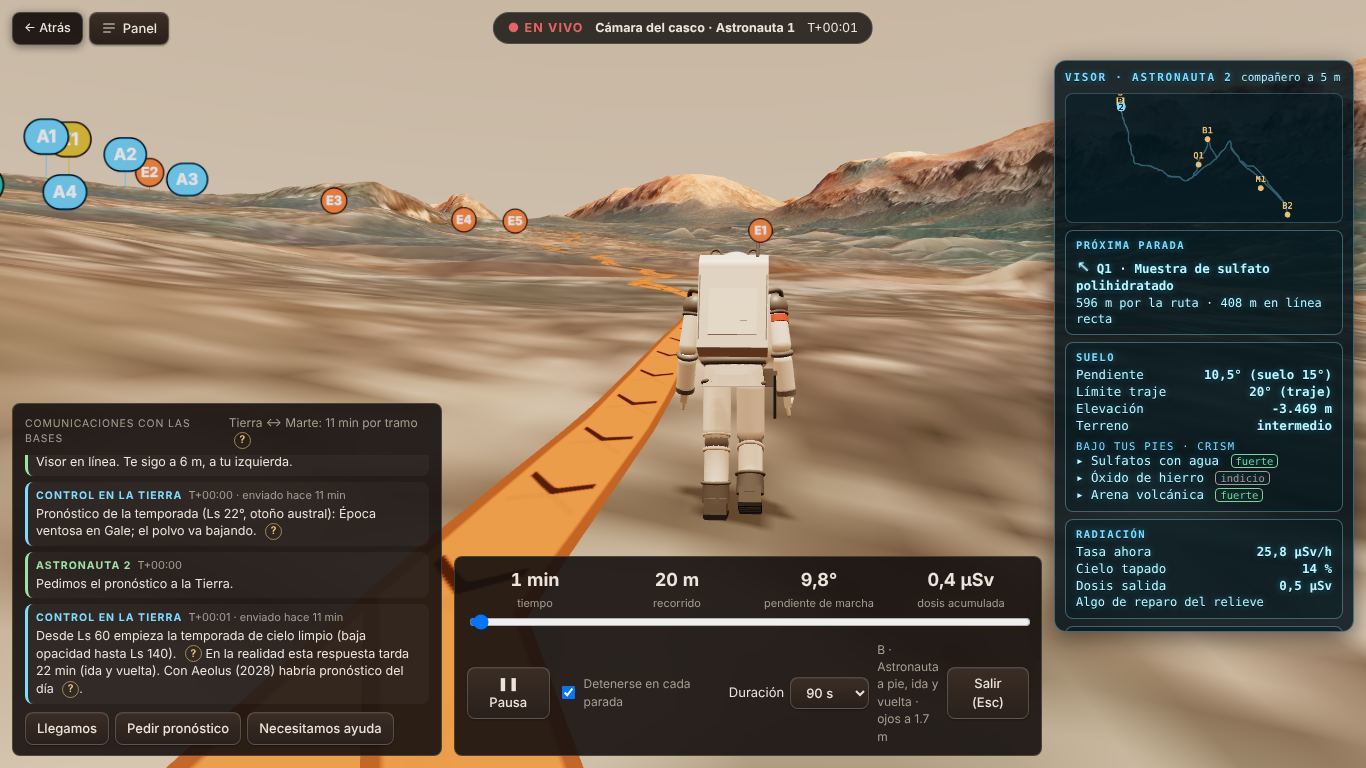 ← Atrás
Panel
EN VIVO Cámara del casco · Astronauta 1 T+00:01
A1
A2
E2
A3
A4
E3
E4
E5
E1
VISOR · ASTRONAUTA 2 compañero a 5 m
2
B1
Q1
M1
B2
PRÓXIMA PARADA
↖ Q1 · Muestra de sulfato
polihidratado
596 m por la ruta · 408 m en línea
recta
SUELO
Pendiente 10,5° (suelo 15°)
Límite traje 20° (traje)
Elevación -3.469 m
Terreno intermedio
BAJO TUS PIES · CRISM
▸ Sulfatos con agua fuerte
▸ Óxido de hierro indicio
▸ Arena volcánica fuerte
RADIACIÓN
Tasa ahora 25,8 µSv/h
Cielo tapado 14 %
Dosis salida 0,5 µSv
Algo de reparo del relieve
COMUNICACIONES CON LAS
BASES
Tierra ↔ Marte: 11 min por tramo
?
Visor en línea. Te sigo a 6 m, a tu izquierda.
CONTROL EN LA TIERRA T+00:00 · enviado hace 11 min
Pronóstico de la temporada (Ls 22°, otoño austral): Época
ventosa en Gale; el polvo va bajando. ?
ASTRONAUTA 2 T+00:00
Pedimos el pronóstico a la Tierra.
CONTROL EN LA TIERRA T+00:01 · enviado hace 11 min
Desde Ls 60 empieza la temporada de cielo limpio (baja
opacidad hasta Ls 140). ? En la realidad esta respuesta tarda
22 min (ida y vuelta). Con Aeolus (2028) habría pronóstico del
día ?.
Llegamos
Pedir pronóstico
Necesitamos ayuda
1 min 20 m 9,8° 0,4 µSv
tiempo recorrido pendiente de marcha dosis acumulada
Pausa
Detenerse en cada
parada
Duración 90 s
B ·
Astronauta
a pie, ida y
vuelta ·
ojos a 1.7
m
Salir
(Esc)